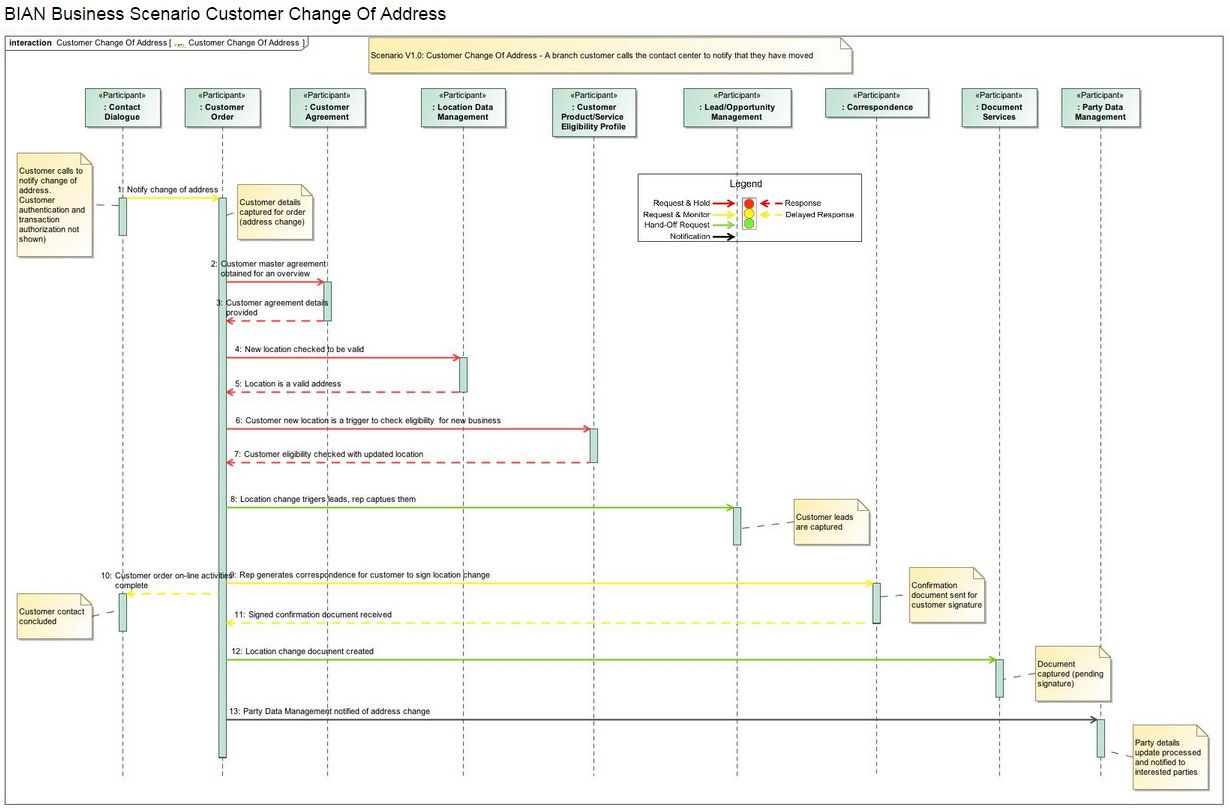 BIAN Business Scenario Customer Change Of Address
interaction Customer Change Of Address [ Customer Change Of Address ]
Scenario V1.0: Customer Change Of Address - A branch customer calls the contact center to notify that they have moved
«Participant»
: Contact
Dialogue
«Participant»
: Customer
Order
«Participant»
: Customer
Agreement
«Participant»
: Location Data
Management
«Participant»
: Customer
Product/Service
Eligibility Profile
«Participant»
: Lead/Opportunity
Management
«Participant»
: Correspondence
«Participant»
: Document
Services
«Participant»
: Party Data
Management
Customer calls to
notify change of
address.
Customer
authentication and
transaction
authorization not
shown)
1: Notify change of address
Customer details
captured for order
(address change)
Legend
Request & Hold
Response
Request & Monitor
Delayed Response
Hand-Off Request
Notification
2: Customer master agreement
obtained for an overview
3: Customer agreement details
provided
4: New location checked to be valid
5: Location is a valid address
6: Customer new location is a trigger to check eligibility for new business
7: Customer eligibility checked with updated location
8: Location change trigers leads, rep captues them
Customer leads
are captured
10: Customer order on-line activities
complete
9: Rep generates correspondence for customer to sign location change
Confirmation
document sent for
customer signature
Customer contact
concluded
11: Signed confirmation document received
12: Location change document created
Document
captured (pending
signature)
13: Party Data Management notified of address change
Party details
update processed
and notified to
interested parties